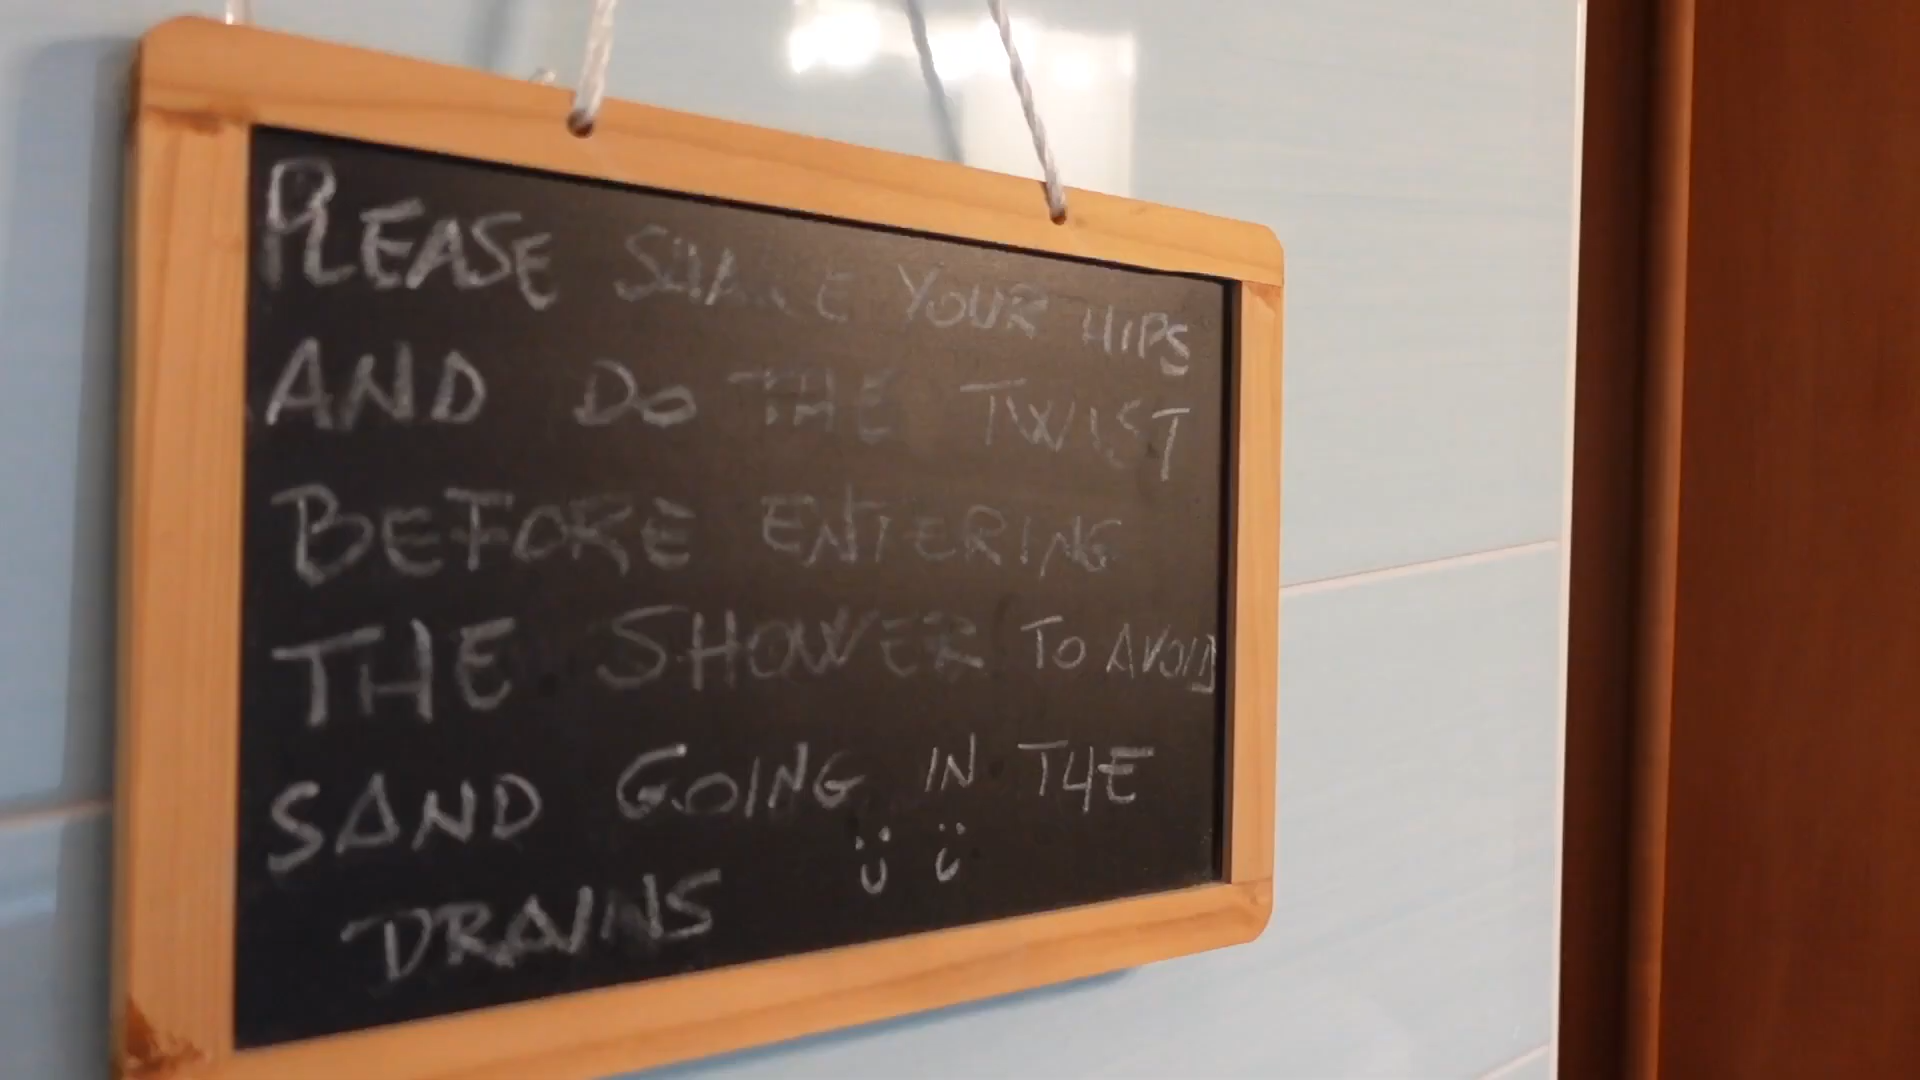 PLEASE SHAKE YOUR HIPS
AND DO THE TWIST
BEFORE ENTERING
THE SHOWER TO AVOID
SAND GOING IN THE
DRAINS